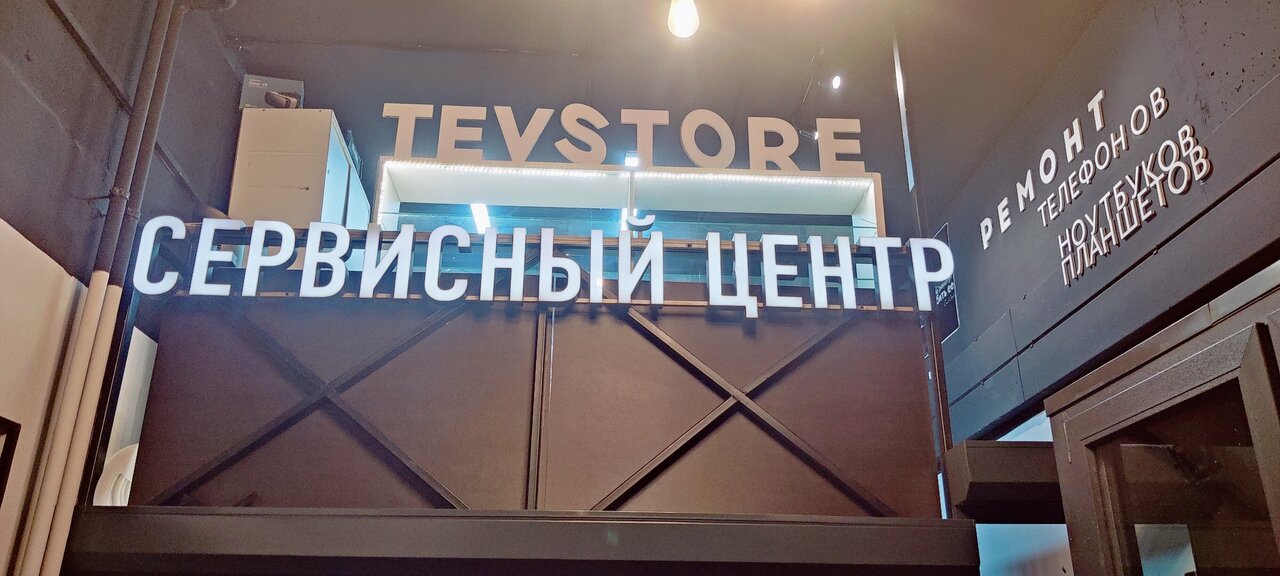 TEVSTORE
СЕРВИСНЫЙ ЦЕНТР
РЕМОНТ
ТЕЛЕФОНОВ
НОУТБУКОВ
ПЛАНШЕТОВ